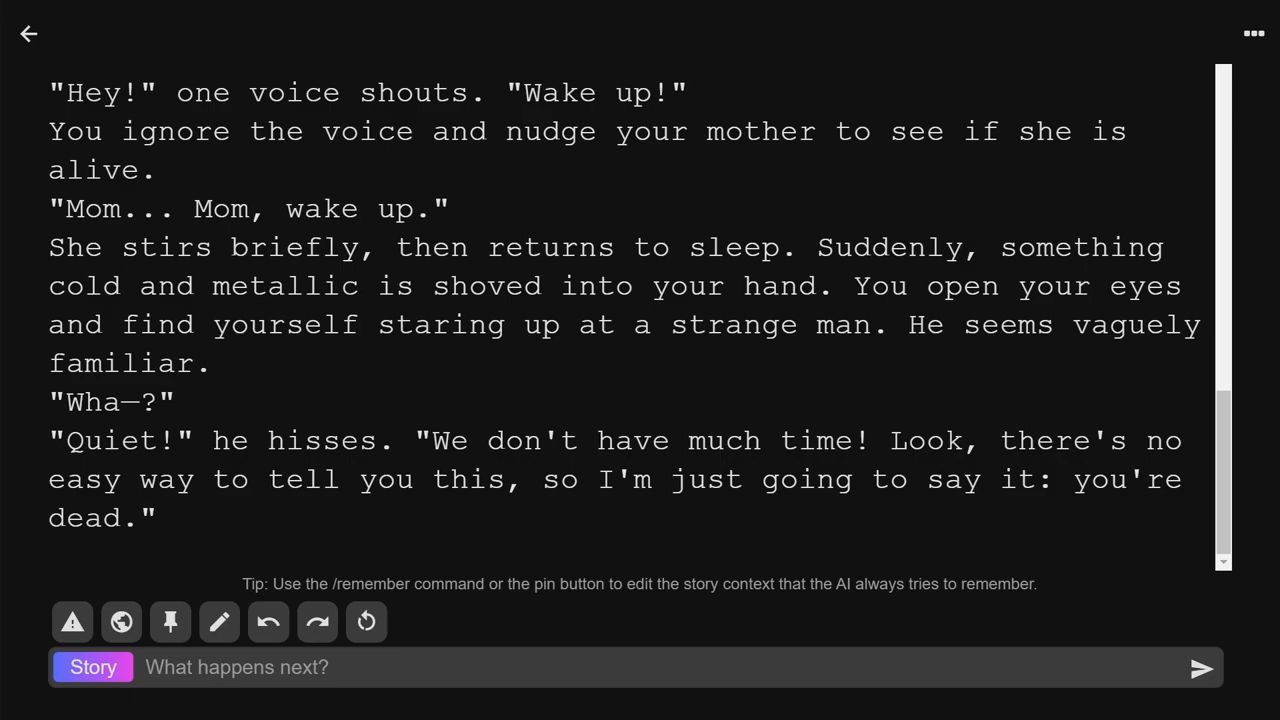 "Hey!" one voice shouts. "Wake up!"
You ignore the voice and nudge your mother to see if she is
alive.
"Mom... Mom, wake up."
She stirs briefly, then returns to sleep. Suddenly, something
cold and metallic is shoved into your hand. You open your eyes
and find yourself staring up at a strange man. He seems vaguely
familiar.
"Wha—?"
"Quiet!" he hisses. "We don't have much time! Look, there's no
easy way to tell you this, so I'm just going to say it: you're
dead."
Tip: Use the /remember command or the pin button to edit the story context that the AI always tries to remember.
Story What happens next?